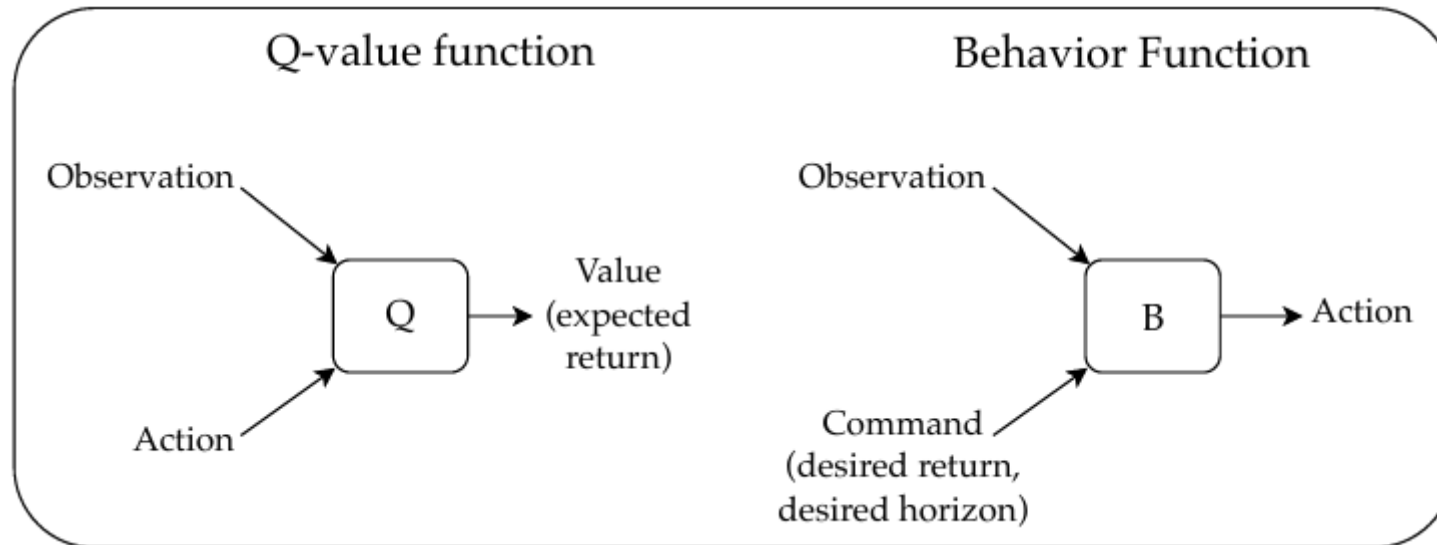 Q-value function
Observation
Action
Q
Value
(expected
return)
Behavior Function
Observation
Command
(desired return,
desired horizon)
B
Action